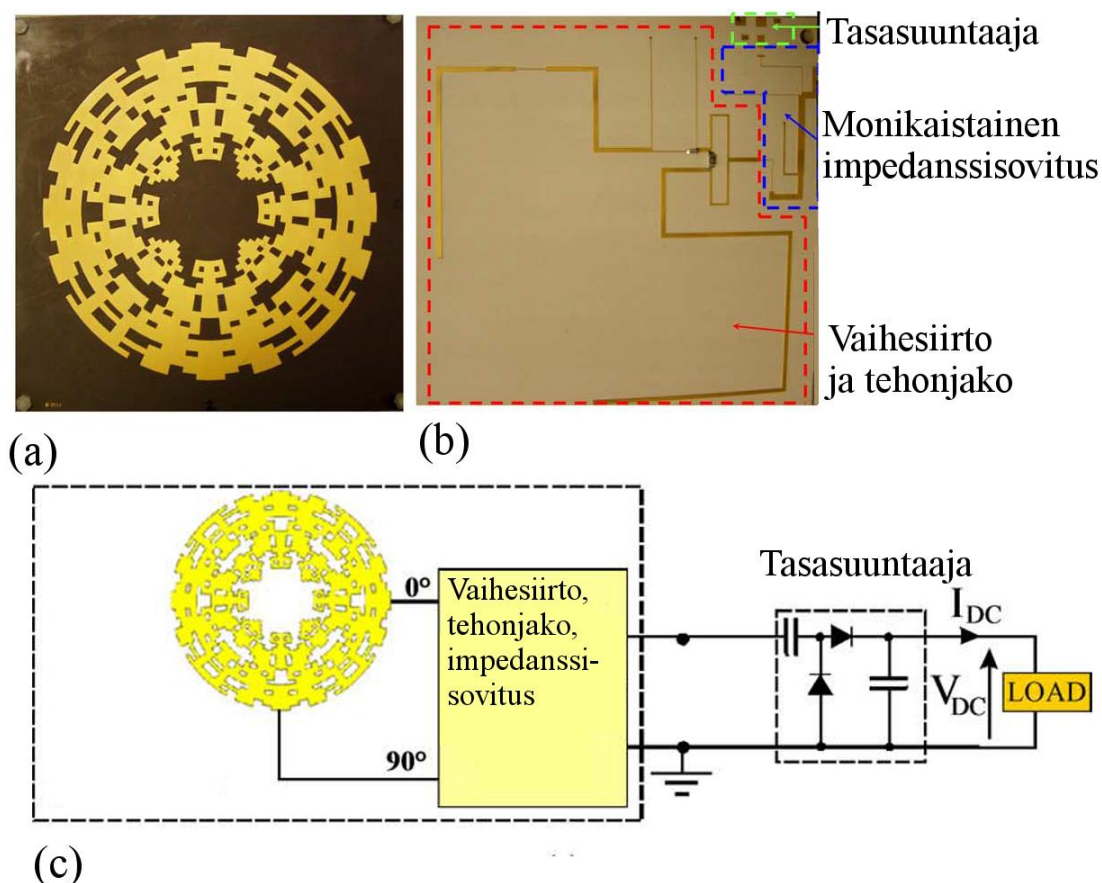 Tasasuuntaaja
Monikaistainen
impedanssisovitus
Vaihesiirto
ja tehonjako
(a)
(b)
Tasasuuntaaja
0°
Vaihesiirto,
tehonjako,
impedanssi-
sovitus
90°
I_DC
V_DC
LOAD
(c)